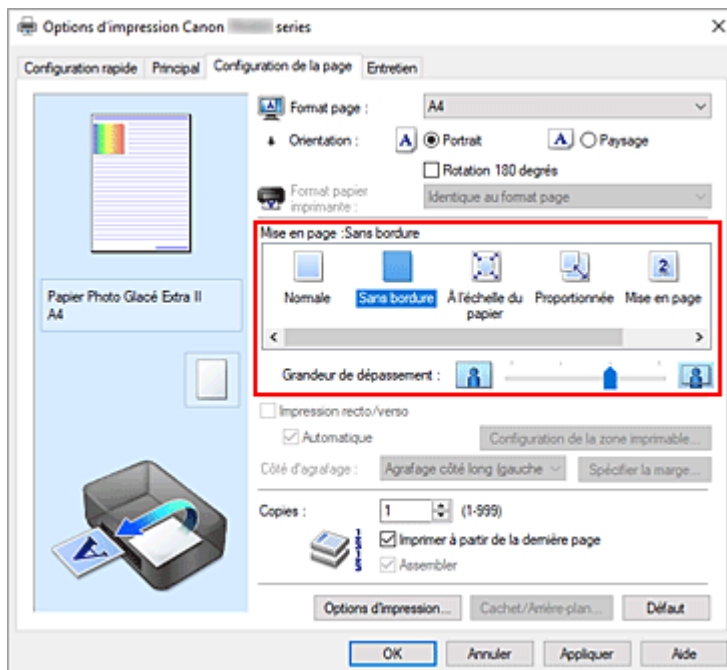 Options d'impression Canon series
Configuration rapide Principal Configuration de la page Entretien
Format page : A4
Orientation : A Portrait A Paysage
Rotation 180 degrés
Format papier imprimante : Identique au format page
Mise en page :Sans bordure
Normale Sans bordure À l'échelle du papier Proportionnée Mise en page
Papier Photo Glacé Extra II
A4
Grandeur de dépassement :
Impression recto/verso
Automatique Configuration de la zone imprimable...
Côté d'agrafage : Agrafage côté long (gauche Spécifier la marge...
Copies : 1 (1-999)
Imprimer à partir de la dernière page
Assembler
Options d'impression... Cachet/Arrière-plan... Défaut
OK Annuler Appliquer Aide